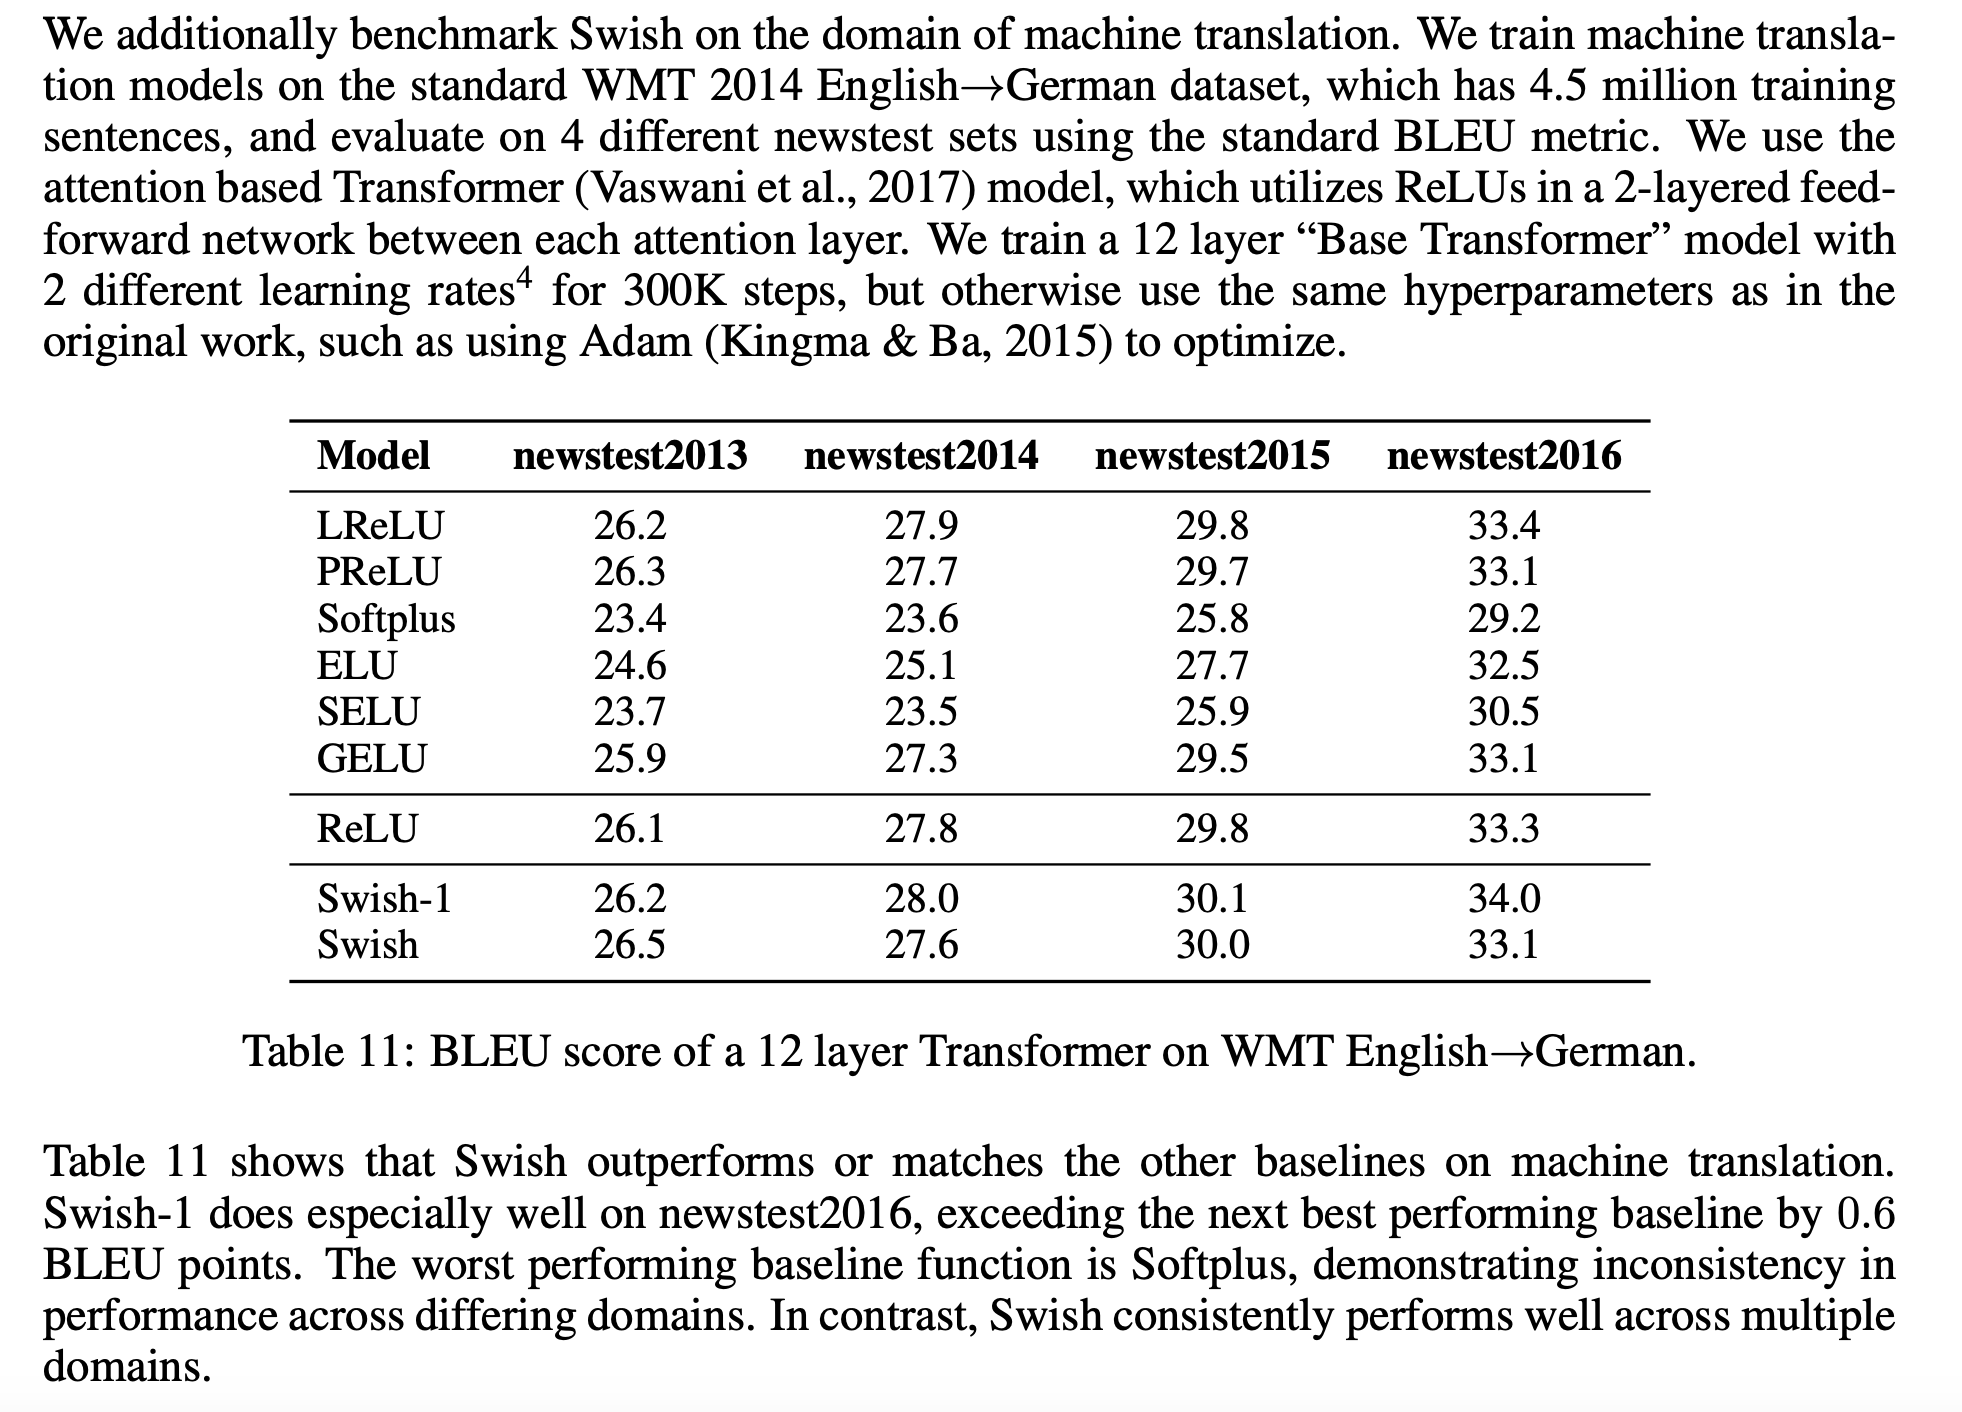 We additionally benchmark Swish on the domain of machine translation. We train machine transla-
tion models on the standard WMT 2014 English→German dataset, which has 4.5 million training
sentences, and evaluate on 4 different newstest sets using the standard BLEU metric. We use the
attention based Transformer (Vaswani et al., 2017) model, which utilizes ReLUs in a 2-layered feed-
forward network between each attention layer. We train a 12 layer “Base Transformer” model with
2 different learning rates⁴ for 300K steps, but otherwise use the same hyperparameters as in the
original work, such as using Adam (Kingma & Ba, 2015) to optimize.
Model newstest2013 newstest2014 newstest2015 newstest2016
LReLU 26.2 27.9 29.8 33.4
PReLU 26.3 27.7 29.7 33.1
Softplus 23.4 23.6 25.8 29.2
ELU 24.6 25.1 27.7 32.5
SELU 23.7 23.5 25.9 30.5
GELU 25.9 27.3 29.5 33.1
ReLU 26.1 27.8 29.8 33.3
Swish-1 26.2 28.0 30.1 34.0
Swish 26.5 27.6 30.0 33.1
Table 11: BLEU score of a 12 layer Transformer on WMT English→German.
Table 11 shows that Swish outperforms or matches the other baselines on machine translation.
Swish-1 does especially well on newstest2016, exceeding the next best performing baseline by 0.6
BLEU points. The worst performing baseline function is Softplus, demonstrating inconsistency in
performance across differing domains. In contrast, Swish consistently performs well across multiple
domains.